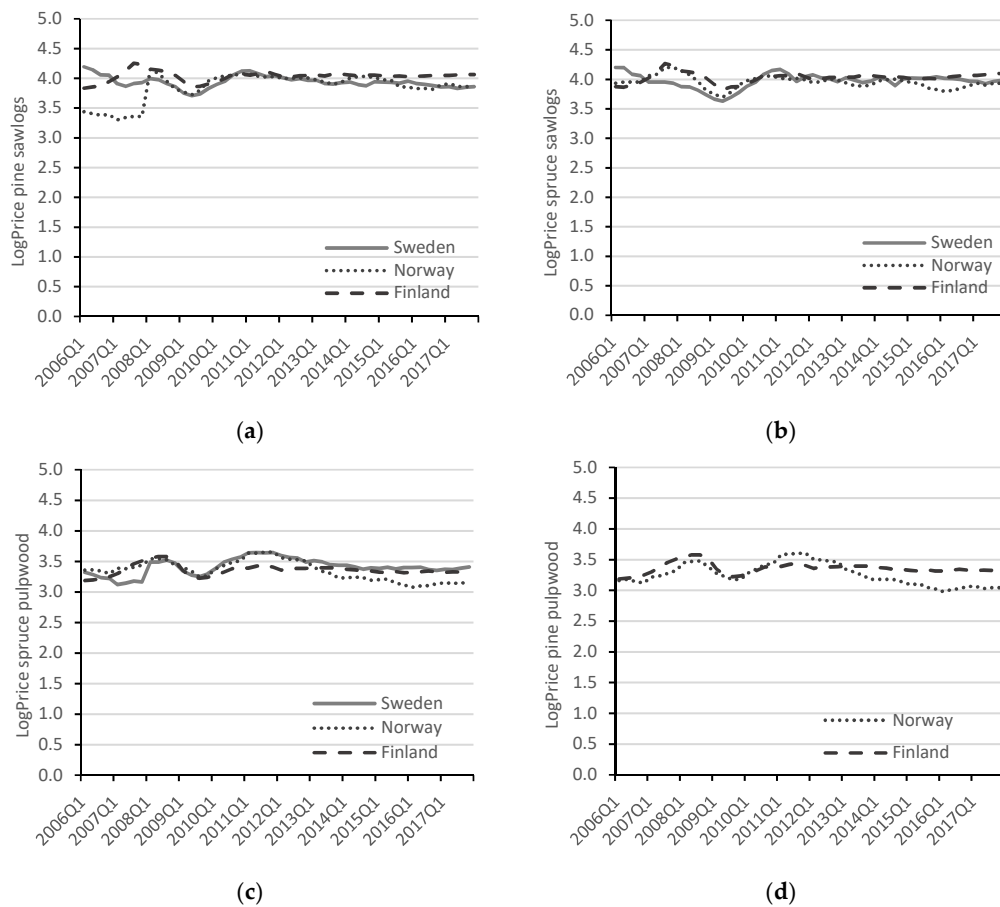 5.0
4.5
4.0
3.5
3.0
2.5
2.0
1.5
1.0
0.5
0.0
LogPrice pine sawlogs
Sweden
Norway
Finland
2006Q1
2007Q1
2008Q1
2009Q1
2010Q1
2011Q1
2012Q1
2013Q1
2014Q1
2015Q1
2016Q1
2017Q1
(a)
5.0
4.5
4.0
3.5
3.0
2.5
2.0
1.5
1.0
0.5
0.0
LogPrice spruce sawlogs
Sweden
Norway
Finland
2006Q1
2007Q1
2008Q1
2009Q1
2010Q1
2011Q1
2012Q1
2013Q1
2014Q1
2015Q1
2016Q1
2017Q1
(b)
5.0
4.5
4.0
3.5
3.0
2.5
2.0
1.5
1.0
0.5
0.0
LogPrice spruce pulpwood
Sweden
Norway
Finland
2006Q1
2007Q1
2008Q1
2009Q1
2010Q1
2011Q1
2012Q1
2013Q1
2014Q1
2015Q1
2016Q1
2017Q1
(c)
5.0
4.5
4.0
3.5
3.0
2.5
2.0
1.5
1.0
0.5
0.0
LogPrice pine pulpwood
Norway
Finland
2006Q1
2007Q1
2008Q1
2009Q1
2010Q1
2011Q1
2012Q1
2013Q1
2014Q1
2015Q1
2016Q1
2017Q1
(d)